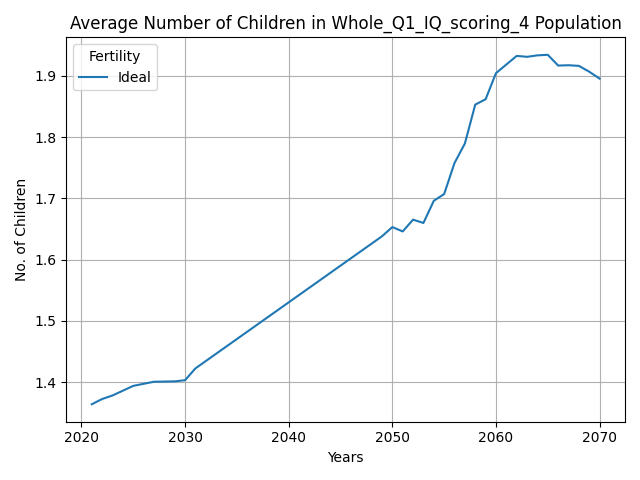 Average Number of Children in Whole_Q1_IQ_scoring_4 Population
Fertility
Ideal
1.9
1.8
1.7
1.6
1.5
1.4
No. of Children
2020
2030
2040
2050
2060
2070
Years